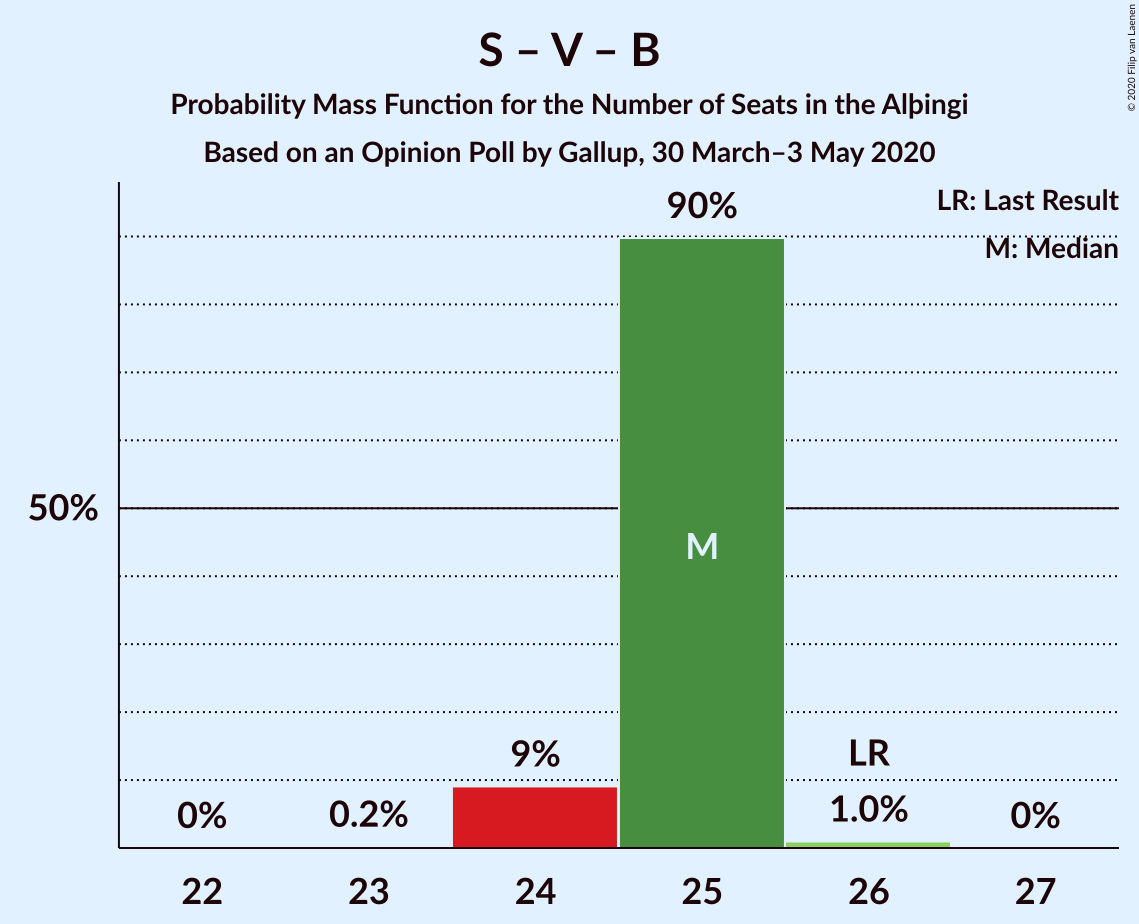 S – V – B
Probability Mass Function for the Number of Seats in the Alþingi
Based on an Opinion Poll by Gallup, 30 March–3 May 2020
© 2020 Filip van Laenen
LR: Last Result
M: Median
90%
50%
M
9%
LR
0%
0.2%
1.0%
0%
22
23
24
25
26
27